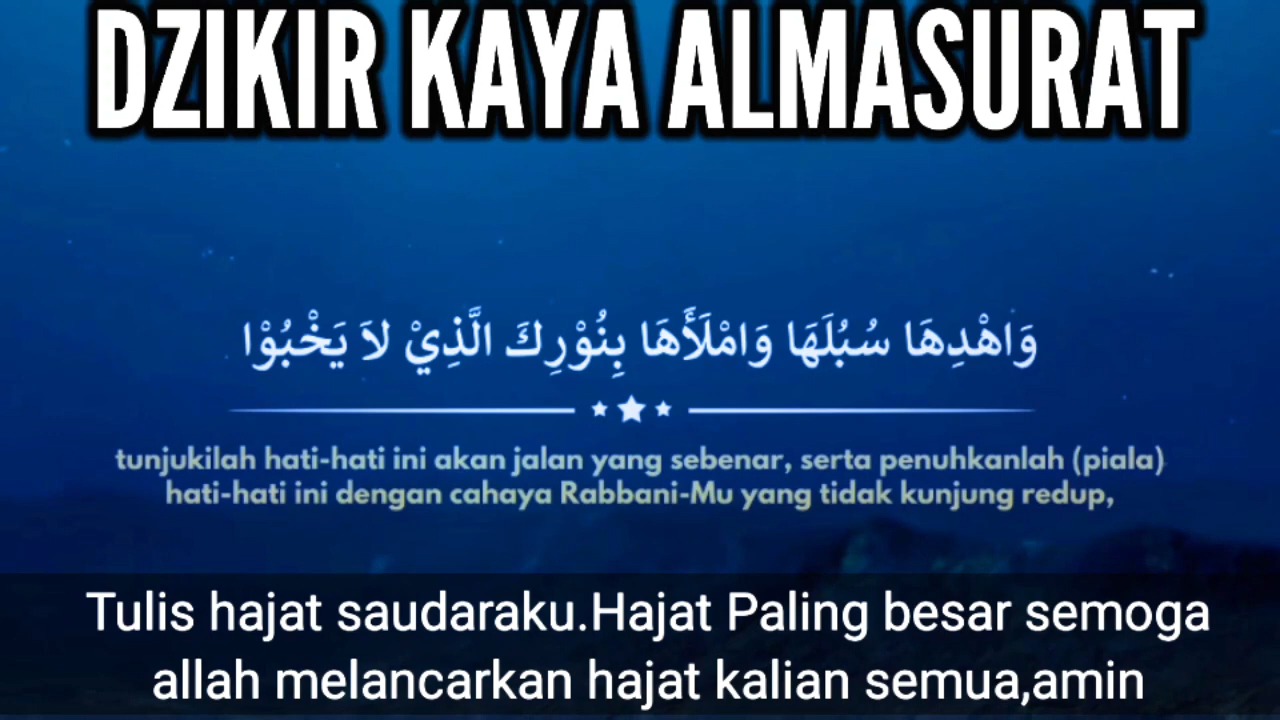 DZIKIR KAYA ALMASURAT
وَاهْدِهَا سُبُلَهَا وَامْلَأَهَا بِنُوْرِكَ الَّذِيْ لاَ يَخْبُوْا
tunjukilah hati-hati ini akan jalan yang sebenar, serta penuhkanlah (piala)
hati-hati ini dengan cahaya Rabbani-Mu yang tidak kunjung redup,
Tulis hajat saudaraku.Hajat Paling besar semoga
allah melancarkan hajat kalian semua,amin